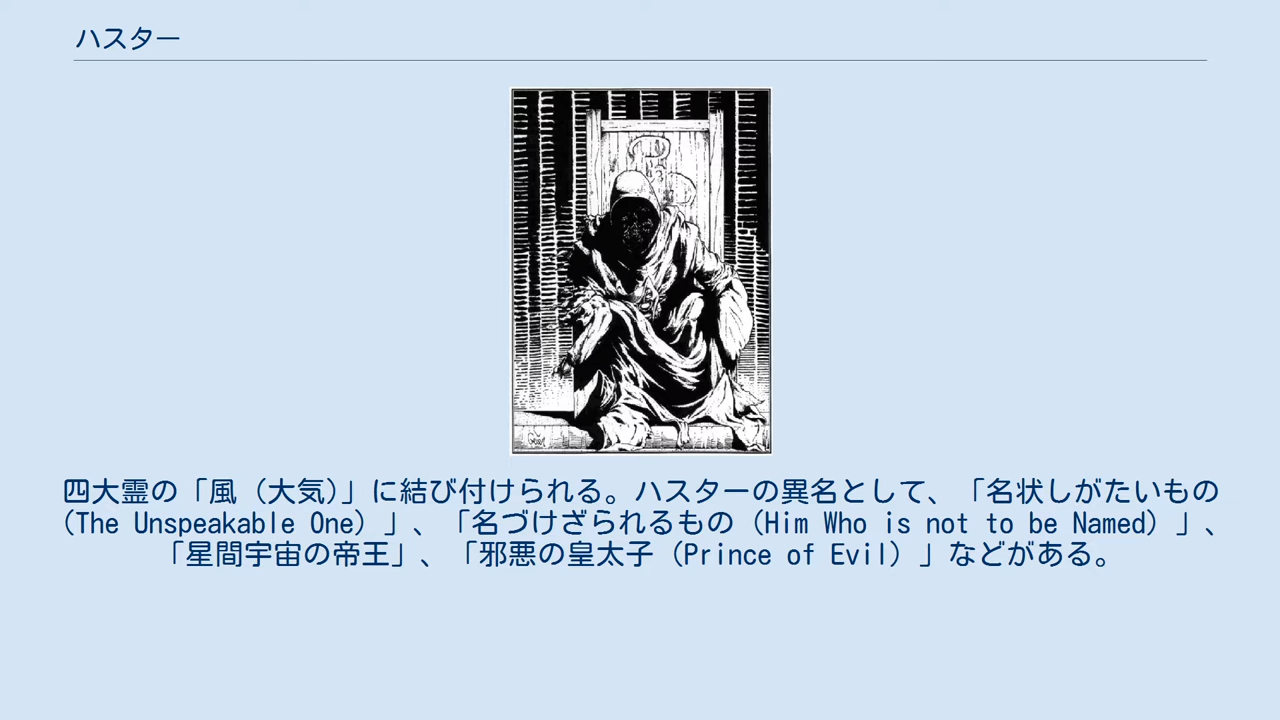 ハスター
四大霊の「風（大気）」に結び付けられる。ハスターの異名として、「名状しがたいもの
（The Unspeakable One）」、「名づけざられるもの（Him Who is not to be Named）」、
「星間宇宙の帝王」、「邪悪の皇太子（Prince of Evil）」などがある。